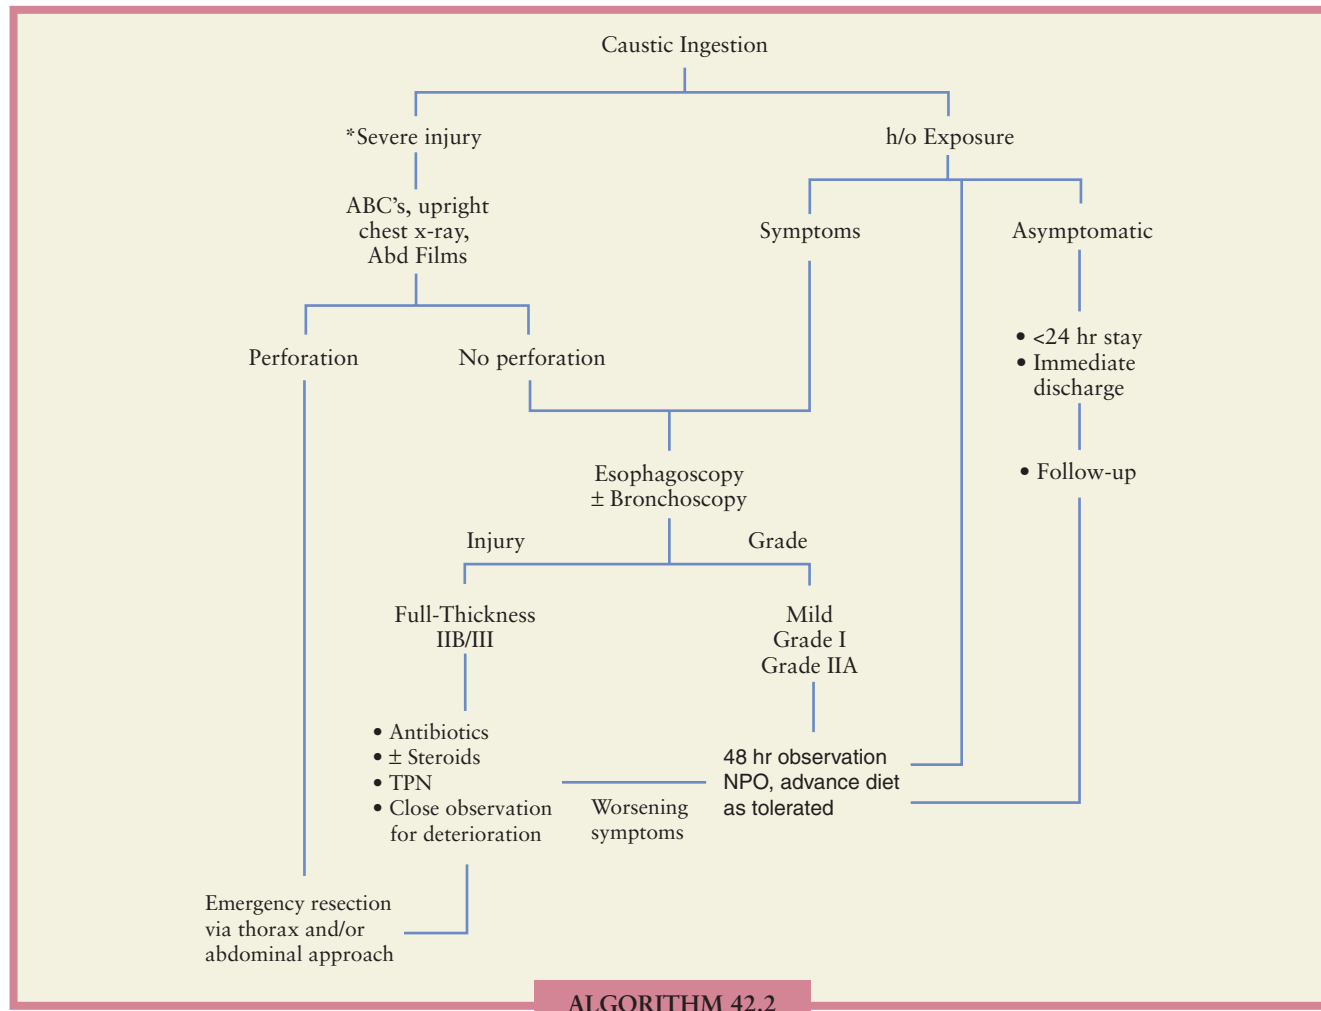 Caustic Ingestion
*Severe injury
h/o Exposure
ABC's, upright
chest x-ray,
Abd Films
Symptoms
Asymptomatic
Perforation
No perforation
• <24 hr stay
• Immediate
discharge
• Follow-up
Esophagoscopy
± Bronchoscopy
Injury
Grade
Full-Thickness
IIB/III
Mild
Grade I
Grade IIA
• Antibiotics
• ± Steroids
• TPN
• Close observation
for deterioration
Worsening
symptoms
48 hr observation
NPO, advance diet
as tolerated
Emergency resection
via thorax and/or
abdominal approach
ALGORITHM 42.2